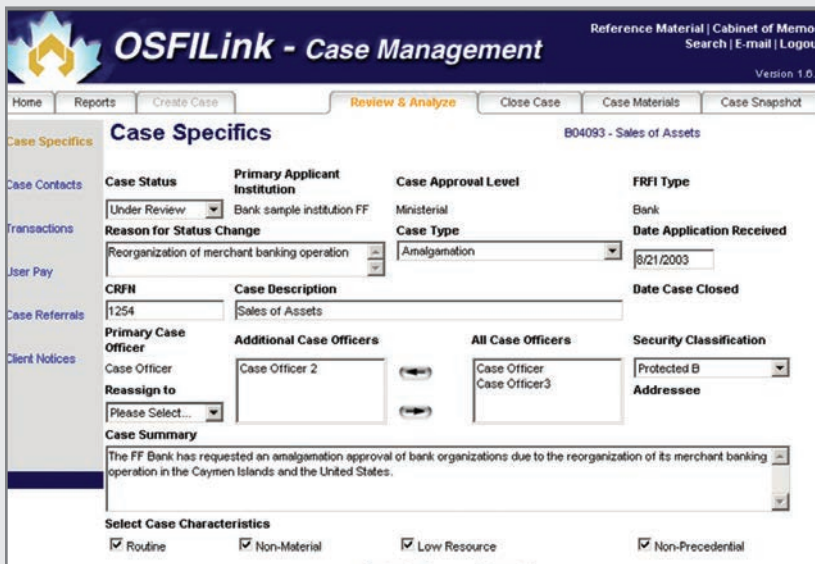 OSFILink - Case Management
Reference Material | Cabinet of Memo
Search | E-mail | Logou
Version 1.6.
Home Reports Create Case Review & Analyze Close Case Case Materials Case Snapshot
Case Specifics
Case Contacts
Transactions
User Pay
Case Referrals
Client Notices
Case Specifics B04093 - Sales of Assets
Case Status Primary Applicant Institution Case Approval Level FRFI Type
Under Review Bank sample institution FF Ministerial Bank
Reason for Status Change Case Type Date Application Received
Reorganization of merchant banking operation Amalgamation 8/21/2003
CRFN Case Description Date Case Closed
1254 Sales of Assets
Primary Case Officer Additional Case Officers All Case Officers Security Classification
Case Officer Case Officer 2 Case Officer Protected B
Case Officer3
Reassign to Addressee
Please Select...
Case Summary
The FF Bank has requested an amalgamation approval of bank organizations due to the reorganization of its merchant banking
operation in the Caymen Islands and the United States.
Select Case Characteristics
Routine Non-Material Low Resource Non-Precedential